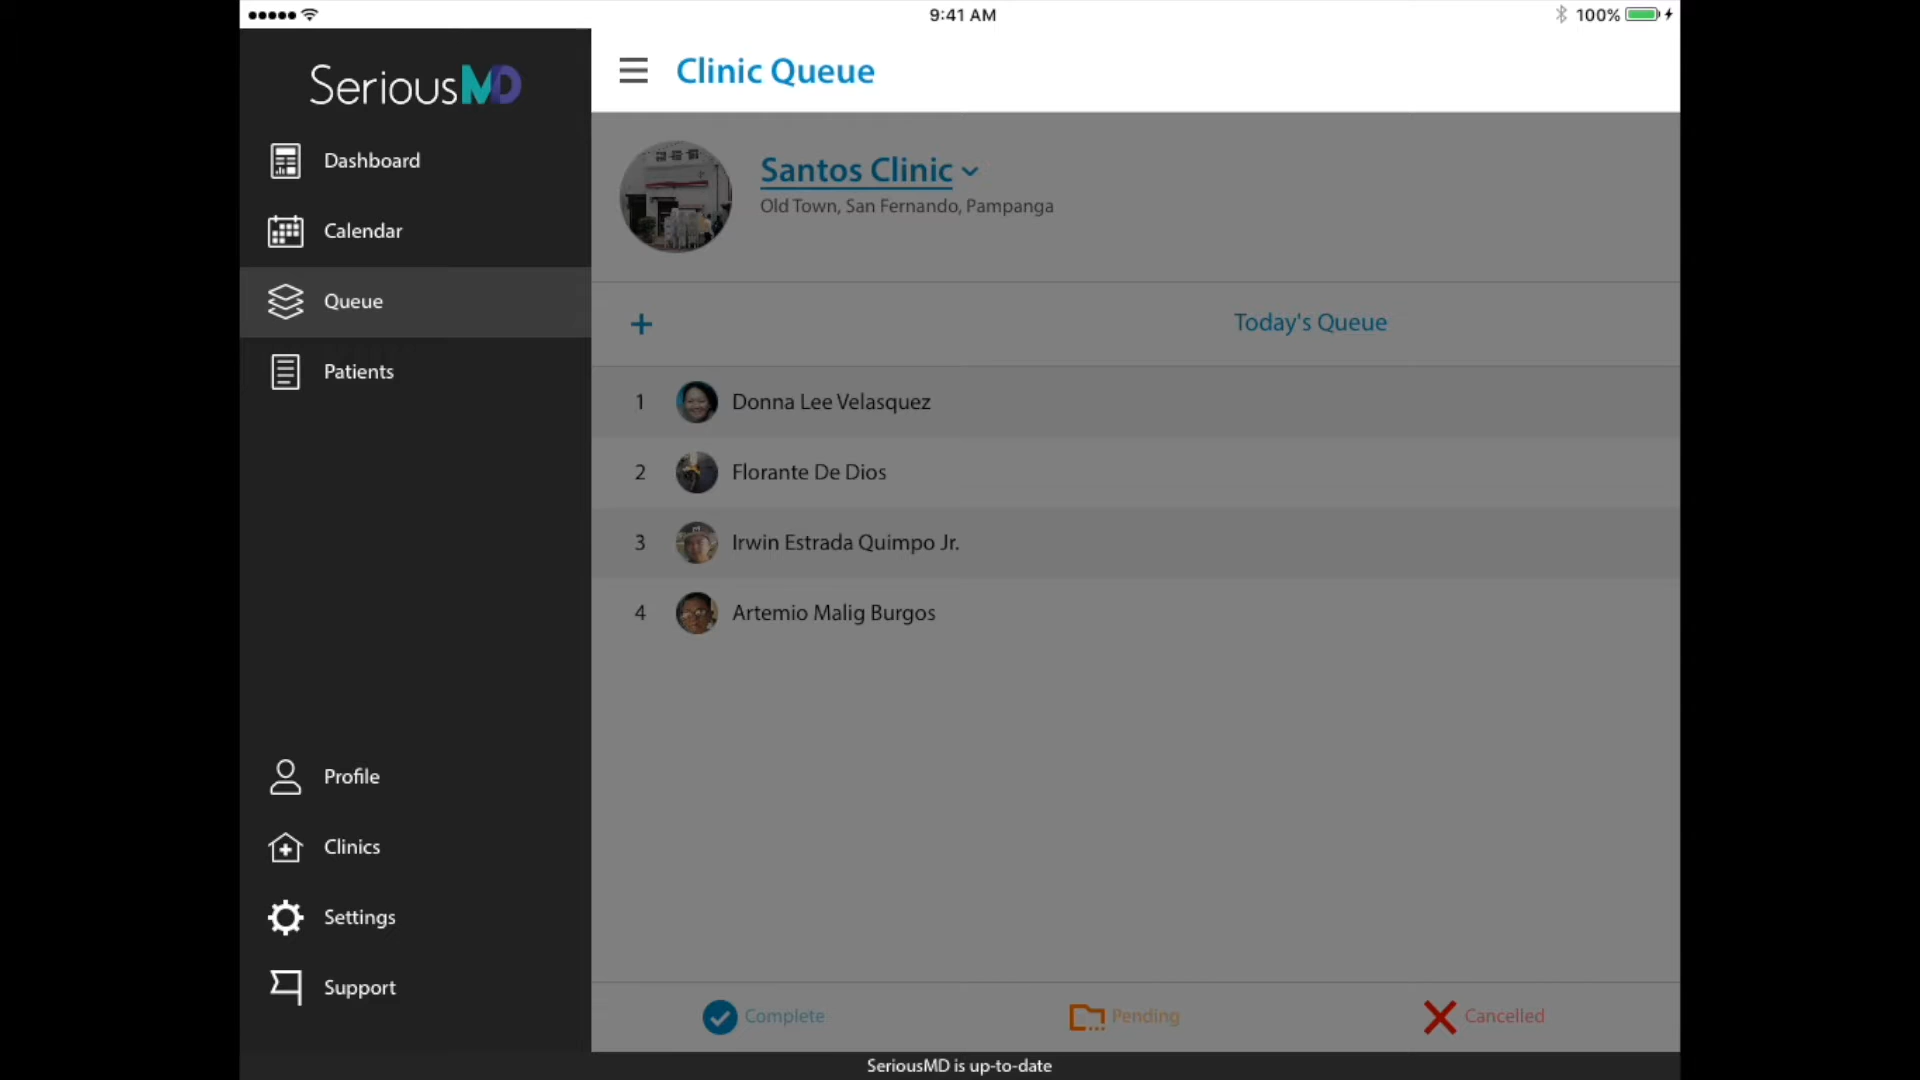 9:41 AM
100%
SeriousMD
Clinic Queue
Dashboard
Calendar
Queue
Patients
Profile
Clinics
Settings
Support
Santos Clinic
Old Town, San Fernando, Pampanga
+ Today's Queue
1 Donna Lee Velasquez
2 Florante De Dios
3 Irwin Estrada Quimpo Jr.
4 Artemio Malig Burgos
Complete Pending Cancelled
SeriousMD is up-to-date